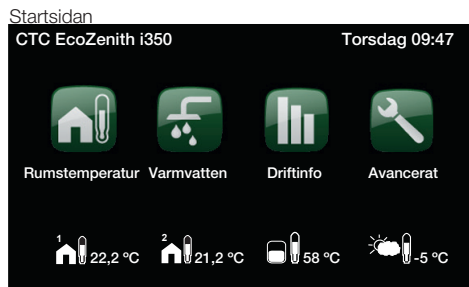 Startsidan
CTC EcoZenith i350 Torsdag 09:47
Rumstemperatur Varmvatten Driftinfo Avancerat
1 22,2 ºC 2 21,2 ºC 58 ºC -5 ºC